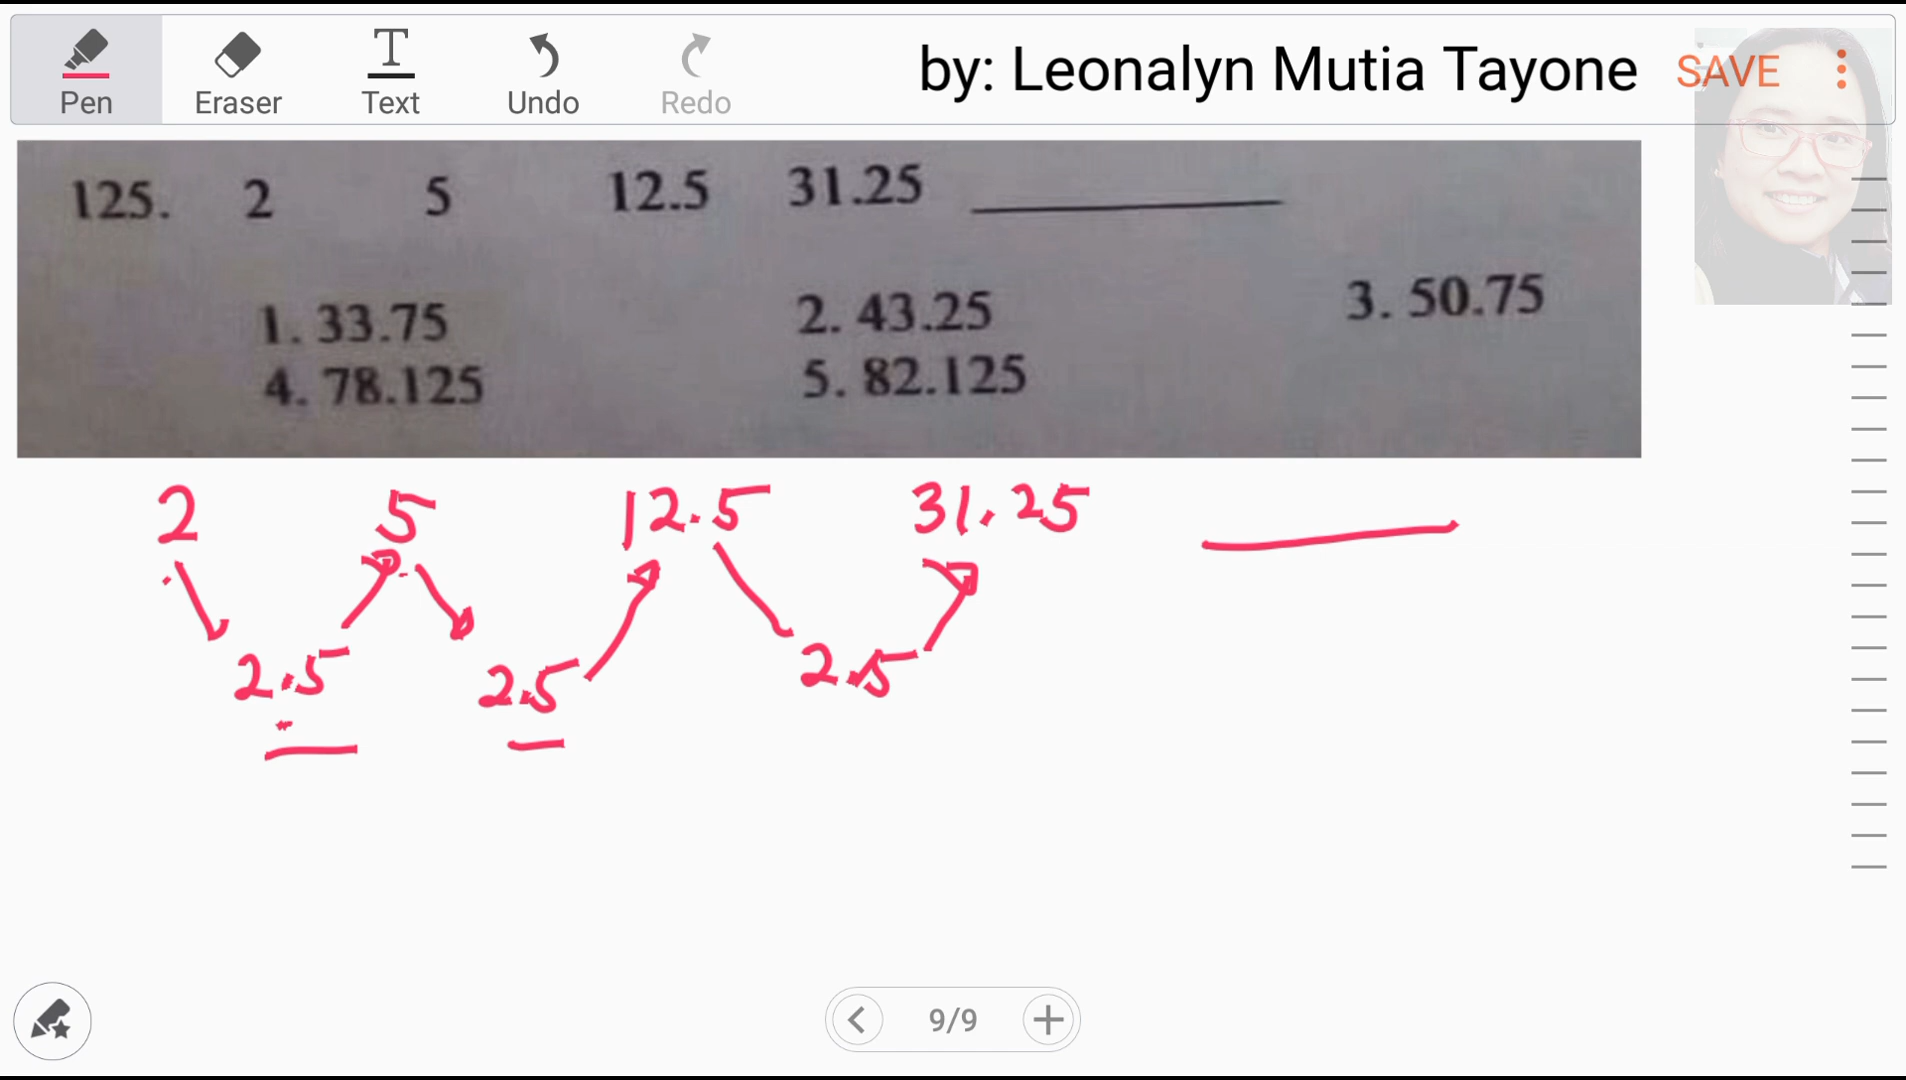 Pen Eraser Text Undo Redo by: Leonalyn Mutia Tayone SAVE
125. 2 5 12.5 31.25 ___________
1. 33.75 2. 43.25 3. 50.75
4. 78.125 5. 82.125
2 5 12.5 31.25 ___________
2.5 2.5 2.5
9/9